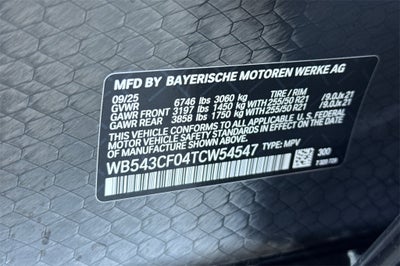 MFD BY BAYERISCHE MOTOREN WERKE AG
09/25 TIRE/RIM
GVWR 6746 lbs 3060 kg
GAWR FRONT 3197 lbs 1450 kg WITH 255/50 R21 /9.0Jx21
GAWR REAR 3858 lbs 1750 kg WITH 255/50 R21 /9.0Jx21
THIS VEHICLE CONFORMS TO ALL APPLICABLE U.S. FEDERAL
MOTOR VEHICLE SAFETY STANDARDS IN EFFECT ON THE
DATE OF MANUFACTURE SHOWN ABOVE.
WB543CF04TCW54547 TYPE: MPV
300